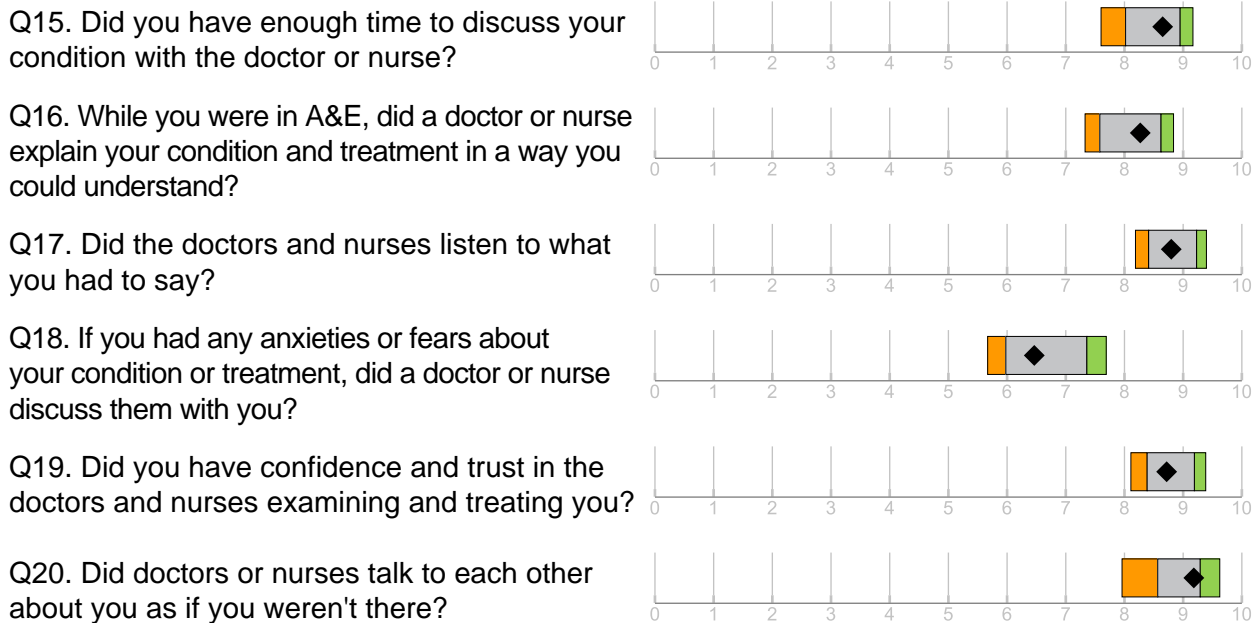 Q15. Did you have enough time to discuss your
condition with the doctor or nurse?
0 1 2 3 4 5 6 7 8 9 10
Q16. While you were in A&E, did a doctor or nurse
explain your condition and treatment in a way you
could understand?
0 1 2 3 4 5 6 7 8 9 10
Q17. Did the doctors and nurses listen to what
you had to say?
0 1 2 3 4 5 6 7 8 9 10
Q18. If you had any anxieties or fears about
your condition or treatment, did a doctor or nurse
discuss them with you?
0 1 2 3 4 5 6 7 8 9 10
Q19. Did you have confidence and trust in the
doctors and nurses examining and treating you?
0 1 2 3 4 5 6 7 8 9 10
Q20. Did doctors or nurses talk to each other
about you as if you weren't there?
0 1 2 3 4 5 6 7 8 9 10